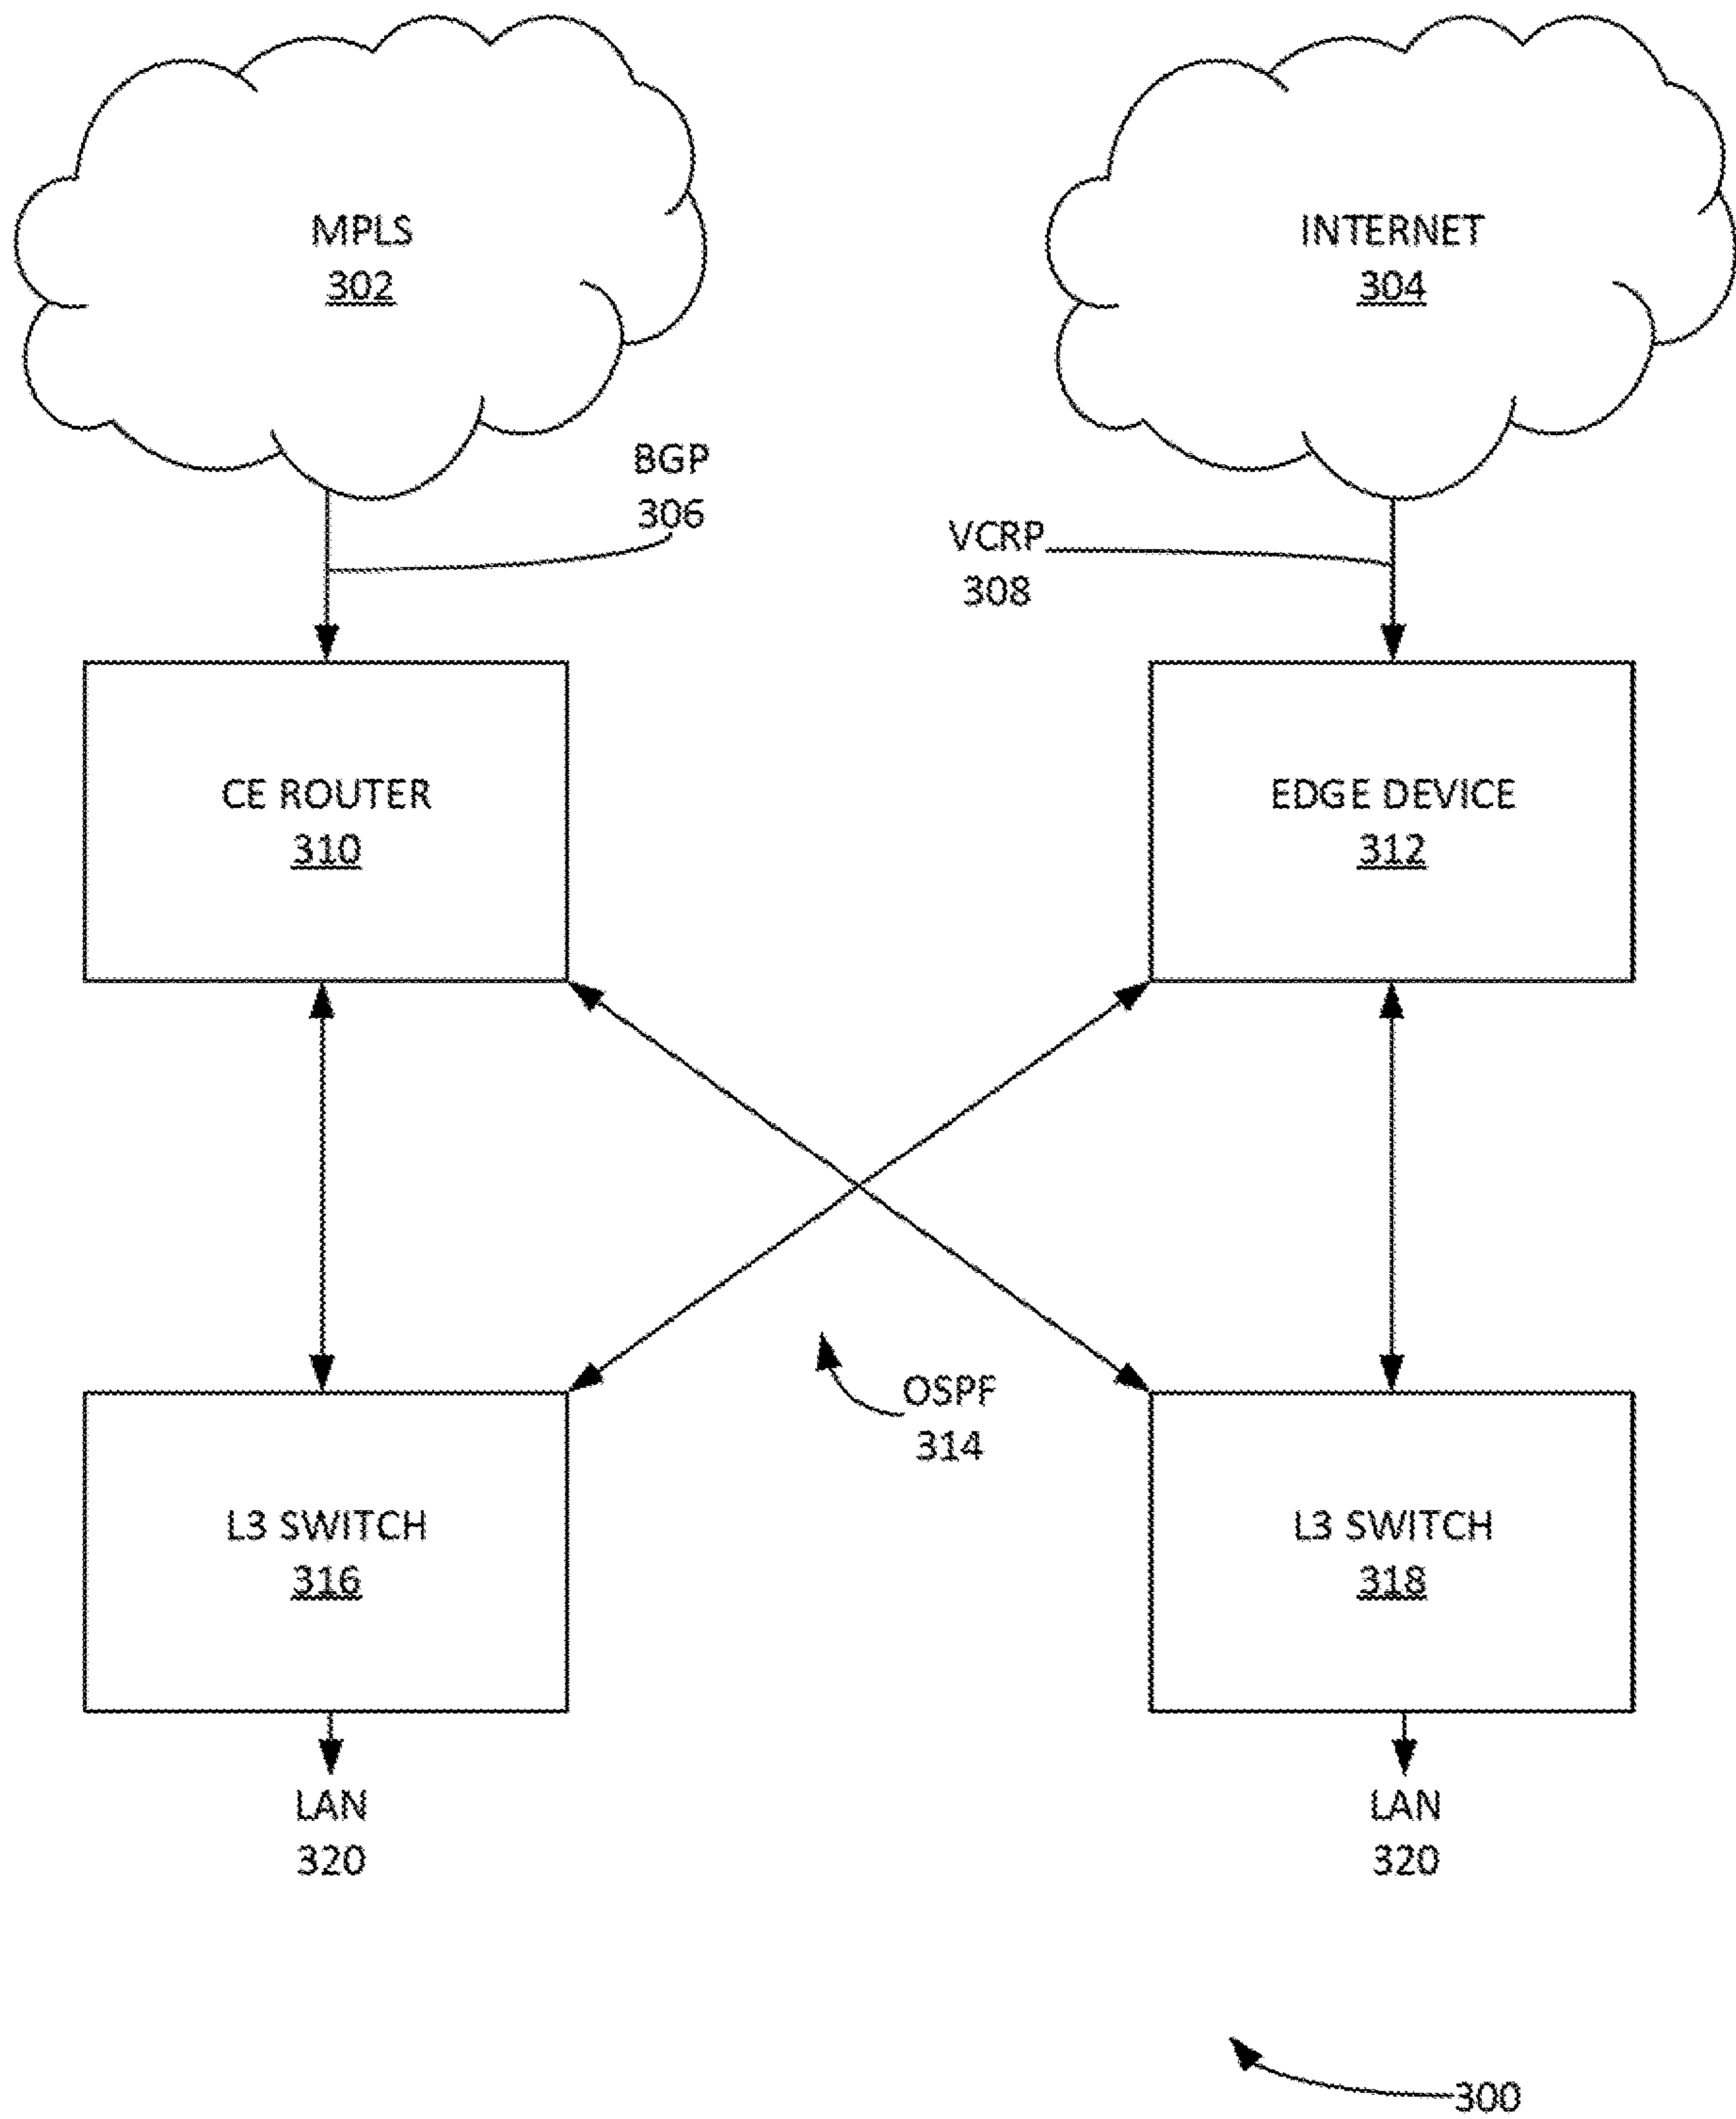 MPLS
302
INTERNET
304
BGP
306
VCRP
308
CE ROUTER
310
EDGE DEVICE
312
OSPF
314
L3 SWITCH
316
L3 SWITCH
318
LAN
320
LAN
320
300